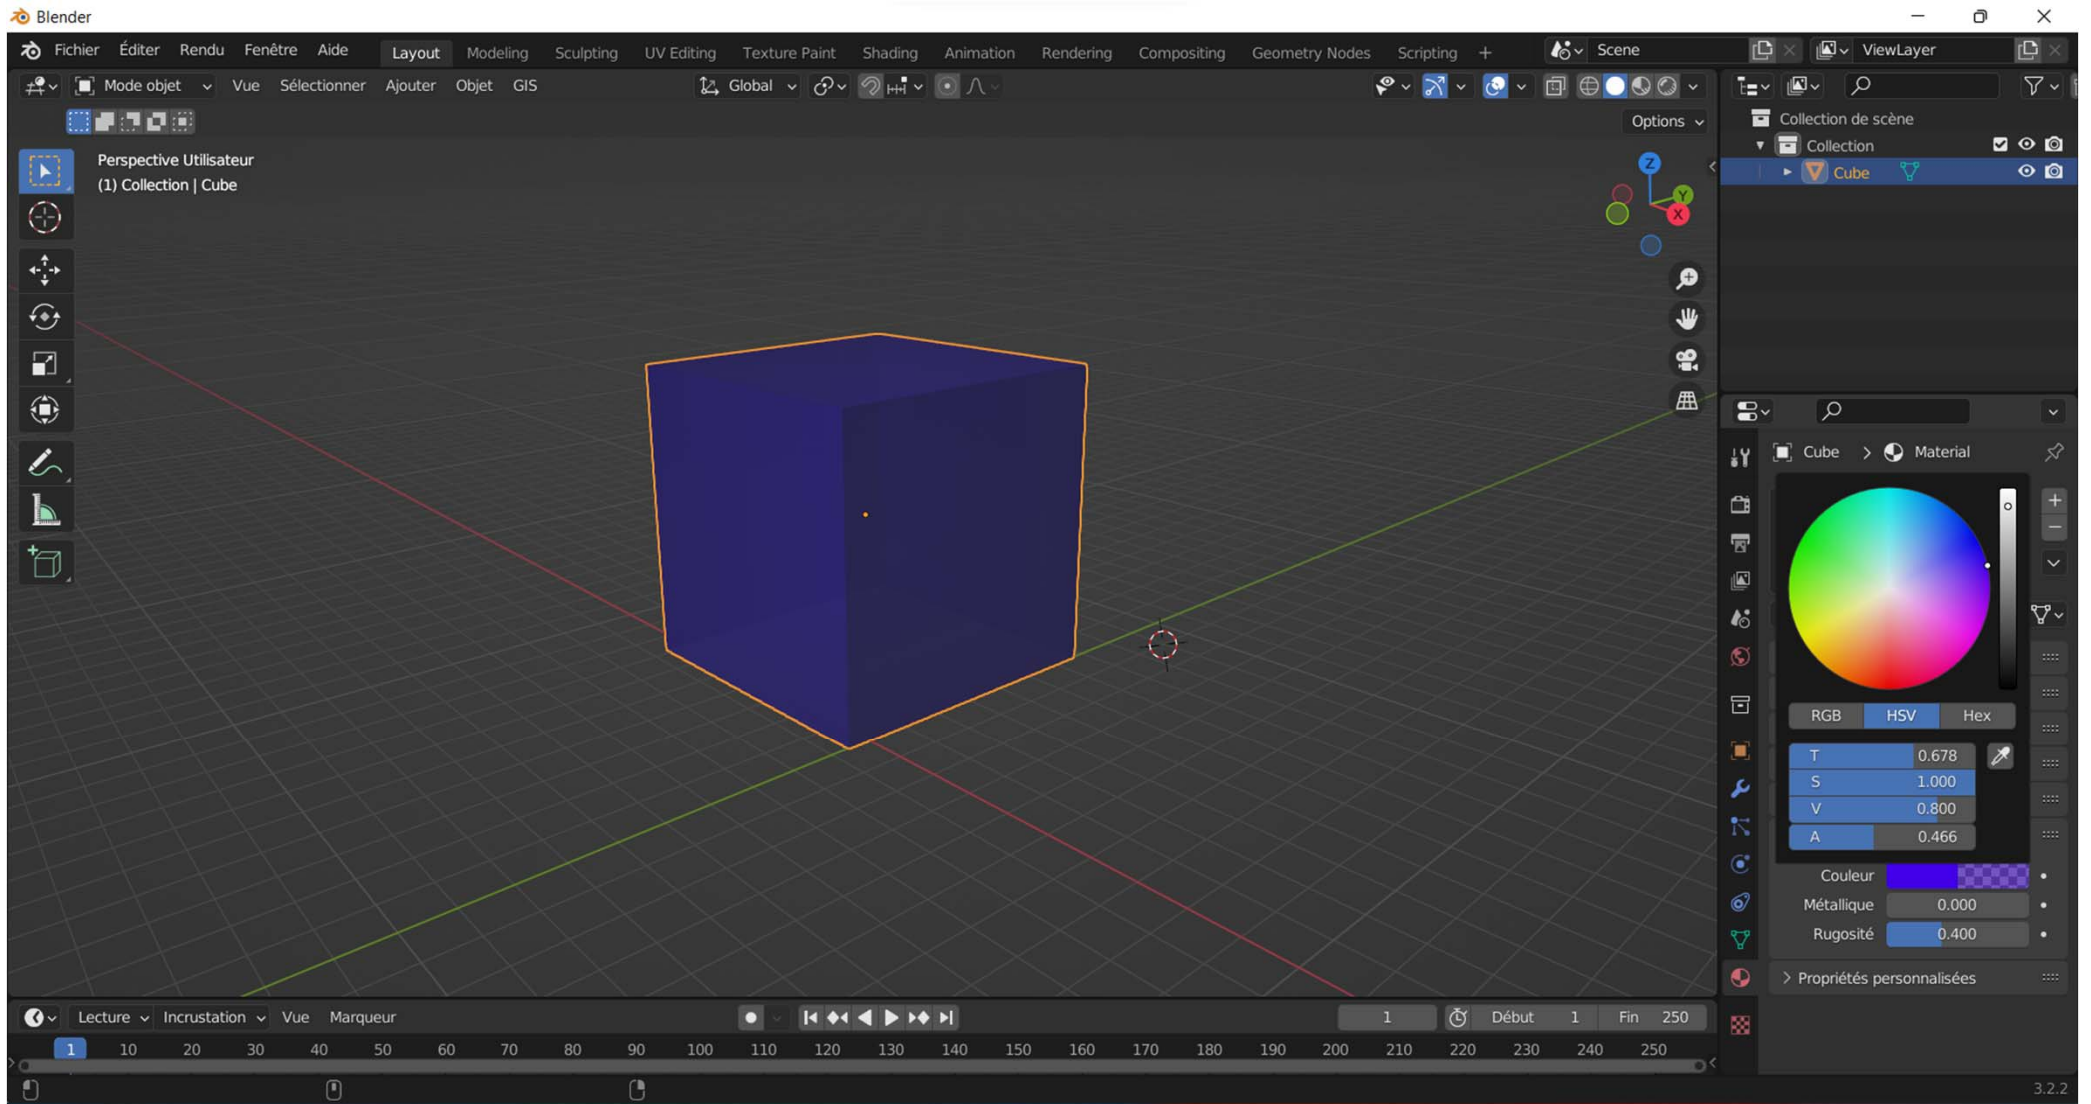 Blender
Fichier Éditer Rendu Fenêtre Aide Layout Modeling Sculpting UV Editing Texture Paint Shading Animation Rendering Compositing Geometry Nodes Scripting + Scene ViewLayer
Mode objet Vue Sélectionner Ajouter Objet GIS Global
Options
Collection de scène
Perspective Utilisateur
(1) Collection | Cube
Collection
Cube
Z
Y
X
Cube > Material
RGB HSV Hex
T 0.678
S 1.000
V 0.800
A 0.466
Couleur
Métallique 0.000
Rugosité 0.400
Propriétés personnalisées
Lecture Incrustation Vue Marqueur 1 Début 1 Fin 250
1 10 20 30 40 50 60 70 80 90 100 110 120 130 140 150 160 170 180 190 200 210 220 230 240 250
3.2.2